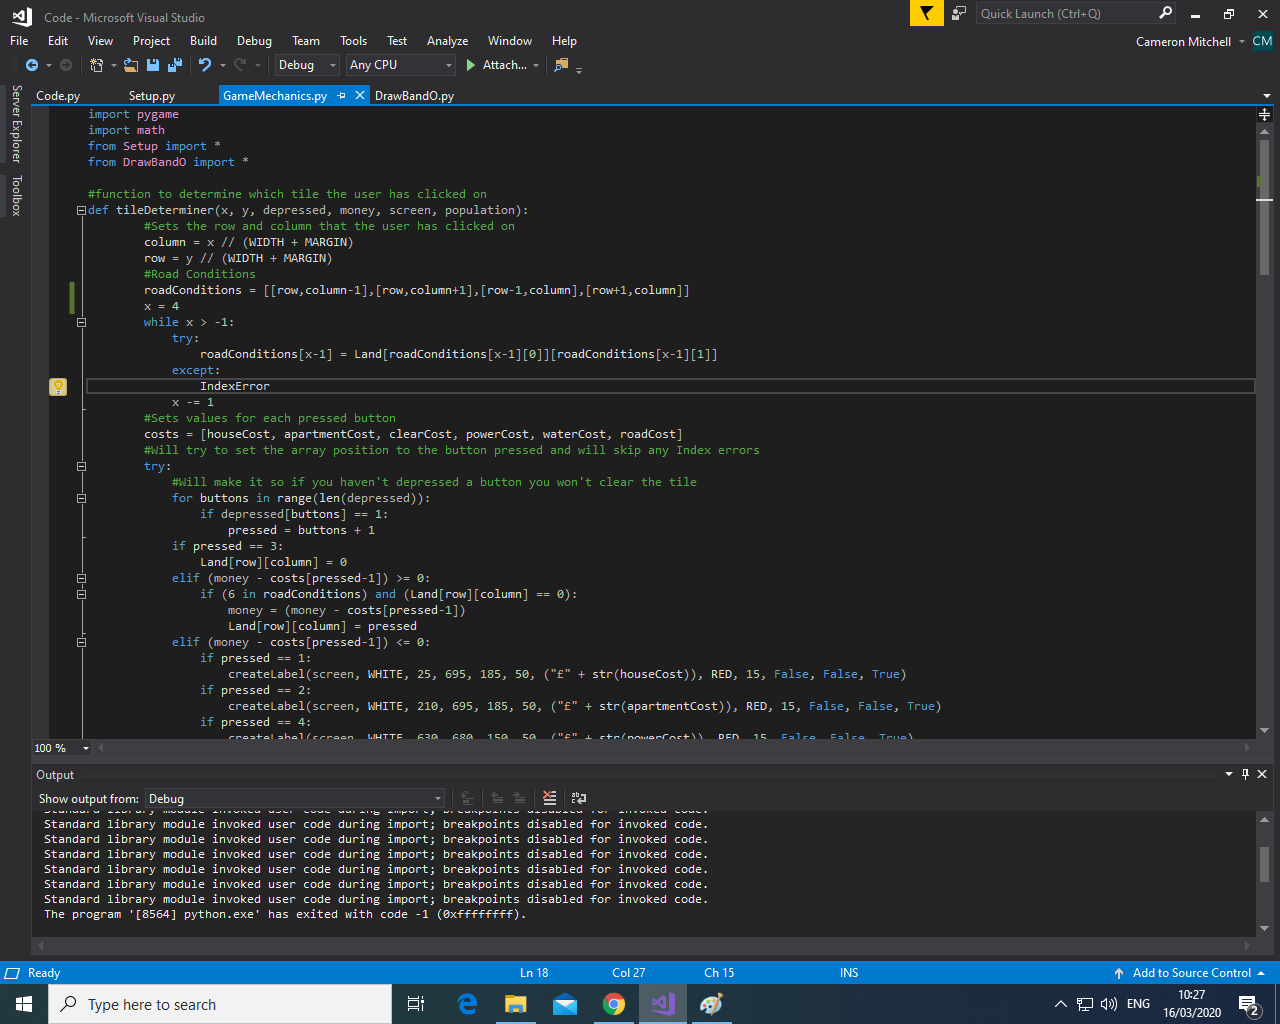 Code - Microsoft Visual Studio
Quick Launch (Ctrl+Q)
File Edit View Project Build Debug Team Tools Test Analyze Window Help
Cameron Mitchell CM
Debug Any CPU Attach...
Server Explorer
Toolbox
Code.py Setup.py GameMechanics.py DrawBandO.py
import pygame
import math
from Setup import *
from DrawBandO import *
#function to determine which tile the user has clicked on
def tileDeterminer(x, y, depressed, money, screen, population):
#Sets the row and column that the user has clicked on
column = x // (WIDTH + MARGIN)
row = y // (WIDTH + MARGIN)
#Road Conditions
roadConditions = [[row,column-1],[row,column+1],[row-1,column],[row+1,column]]
x = 4
while x > -1:
try:
roadConditions[x-1] = Land[roadConditions[x-1][0]][roadConditions[x-1][1]]
except:
IndexError
x -= 1
#Sets values for each pressed button
costs = [houseCost, apartmentCost, clearCost, powerCost, waterCost, roadCost]
#Will try to set the array position to the button pressed and will skip any Index errors
try:
#Will make it so if you haven't depressed a button you won't clear the tile
for buttons in range(len(depressed)):
if depressed[buttons] == 1:
pressed = buttons + 1
if pressed == 3:
Land[row][column] = 0
elif (money - costs[pressed-1]) >= 0:
if (6 in roadConditions) and (Land[row][column] == 0):
money = (money - costs[pressed-1])
Land[row][column] = pressed
elif (money - costs[pressed-1]) <= 0:
if pressed == 1:
createLabel(screen, WHITE, 25, 695, 185, 50, ("£" + str(houseCost)), RED, 15, False, False, True)
if pressed == 2:
createLabel(screen, WHITE, 210, 695, 185, 50, ("£" + str(apartmentCost)), RED, 15, False, False, True)
if pressed == 4:
createLabel(screen, WHITE, 630, 680, 150, 50, ("£" + str(powerCost)), RED, 15, False, False, True)
100 %
Output
Show output from: Debug
Standard library module invoked user code during import; breakpoints disabled for invoked code.
Standard library module invoked user code during import; breakpoints disabled for invoked code.
Standard library module invoked user code during import; breakpoints disabled for invoked code.
Standard library module invoked user code during import; breakpoints disabled for invoked code.
Standard library module invoked user code during import; breakpoints disabled for invoked code.
Standard library module invoked user code during import; breakpoints disabled for invoked code.
Standard library module invoked user code during import; breakpoints disabled for invoked code.
The program '[8564] python.exe' has exited with code -1 (0xffffffff).
Ready Ln 18 Col 27 Ch 15 INS Add to Source Control
Type here to search
ENG
10:27
16/03/2020
2